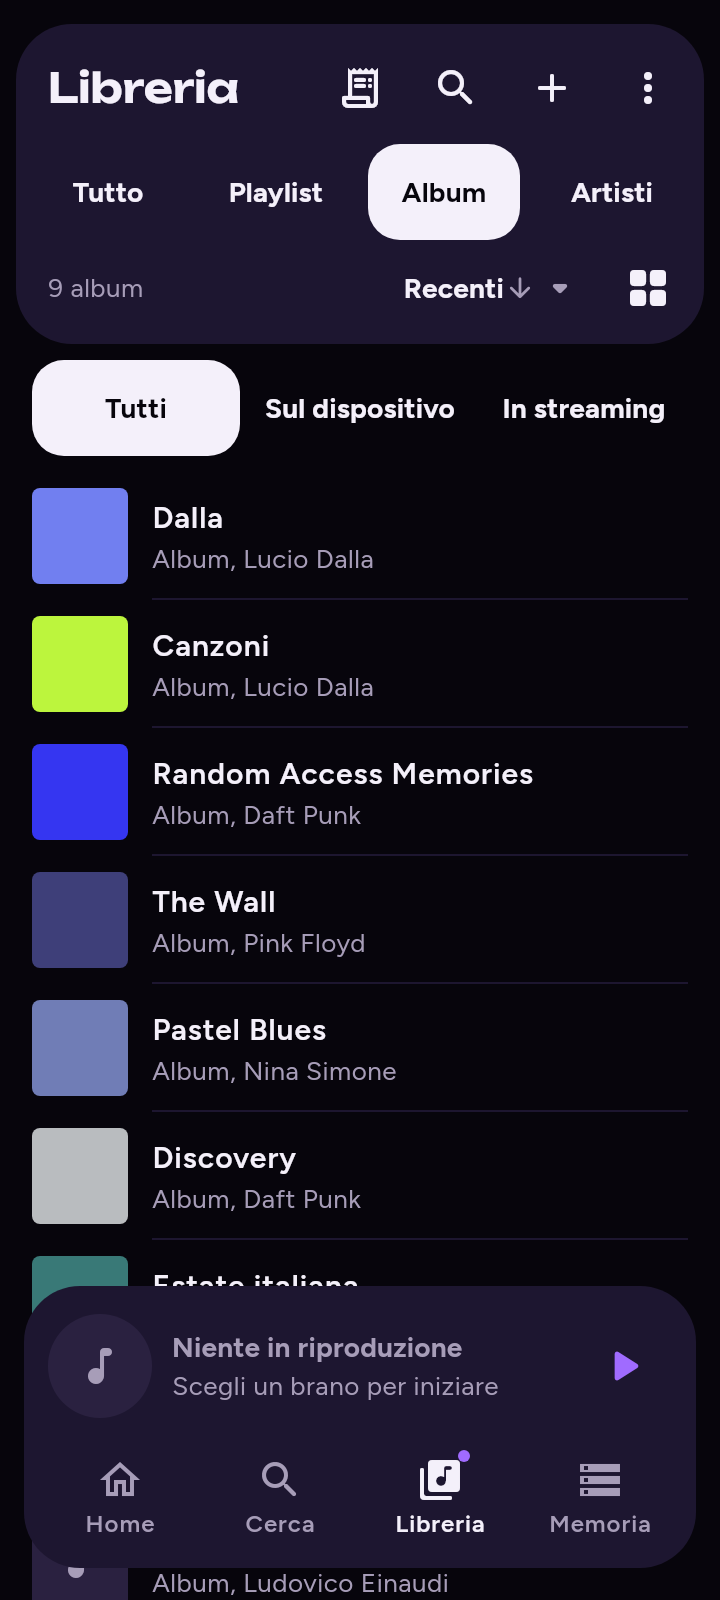 Libreria
Tutto
Playlist
Album
Artisti
9 album
Recenti
Tutti
Sul dispositivo
In streaming
Dalla
Album, Lucio Dalla
Canzoni
Album, Lucio Dalla
Random Access Memories
Album, Daft Punk
The Wall
Album, Pink Floyd
Pastel Blues
Album, Nina Simone
Discovery
Album, Daft Punk
Estate italiana
Niente in riproduzione
Scegli un brano per iniziare
Home
Cerca
Libreria
Memoria
Album, Ludovico Einaudi